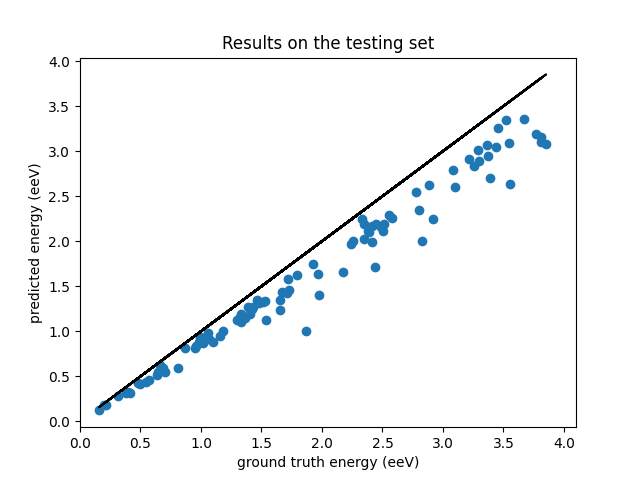 Results on the testing set
4.0
3.5
3.0
2.5
2.0
1.5
1.0
0.5
0.0
predicted energy (eeV)
0.0 0.5 1.0 1.5 2.0 2.5 3.0 3.5 4.0
ground truth energy (eeV)